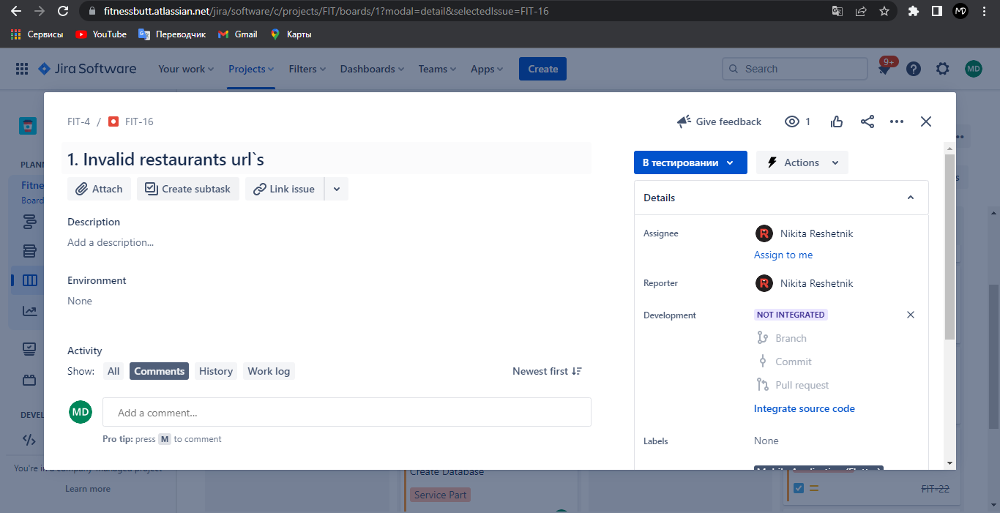 fitnessbutt.atlassian.net/jira/software/c/projects/FIT/boards/1?modal=detail&selectedIssue=FIT-16
MD
Сервисы YouTube Переводчик Gmail Карты
Jira Software Your work Projects Filters Dashboards Teams Apps Create Search 9+ MD
FIT-4 / FIT-16 Give feedback 1
1. Invalid restaurants url`s
В тестировании Actions
Attach Create subtask Link issue
Details
Description
Add a description...
Assignee Nikita Reshetnik
Assign to me
Environment
None
Reporter Nikita Reshetnik
Development NOT INTEGRATED
Branch
Commit
Pull request
Integrate source code
Activity
Show: All Comments History Work log Newest first
MD Add a comment...
Pro tip: press M to comment
Labels None
PLANN
Fitne
Board
DEVEL
You're in a company-managed project
Learn more
Create Database
Service Part
FIT-22